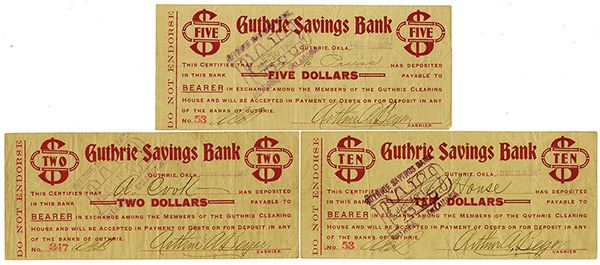 DO NOT ENDORSE
FIVE
Guthrie Savings Bank
FIVE
GUTHRIE, OKLA.
THIS CERTIFIES THAT HAS DEPOSITED
IN THIS BANK FIVE DOLLARS PAYABLE TO
BEARER IN EXCHANGE AMONG THE MEMBERS OF THE GUTHRIE CLEARING
HOUSE AND WILL BE ACCEPTED IN PAYMENT OF DEBTS OR FOR DEPOSIT IN ANY
OF THE BANKS OF GUTHRIE.
No. 53
CASHIER
DO NOT ENDORSE
TWO
Guthrie Savings Bank
TWO
GUTHRIE, OKLA.
THIS CERTIFIES THAT Cook HAS DEPOSITED
IN THIS BANK TWO DOLLARS PAYABLE TO
BEARER IN EXCHANGE AMONG THE MEMBERS OF THE GUTHRIE CLEARING
HOUSE AND WILL BE ACCEPTED IN PAYMENT OF DEBTS OR FOR DEPOSIT IN ANY
OF THE BANKS OF GUTHRIE.
No. 247
CASHIER
DO NOT ENDORSE
TEN
Guthrie Savings Bank
TEN
GUTHRIE SAVINGS BANK
PAID
THIS CERTIFIES THAT HAS DEPOSITED
IN THIS BANK TEN DOLLARS PAYABLE TO
BEARER IN EXCHANGE AMONG THE MEMBERS OF THE GUTHRIE CLEARING
HOUSE AND WILL BE ACCEPTED IN PAYMENT OF DEBTS OR FOR DEPOSIT IN ANY
OF THE BANKS OF GUTHRIE.
No. 53
CASHIER